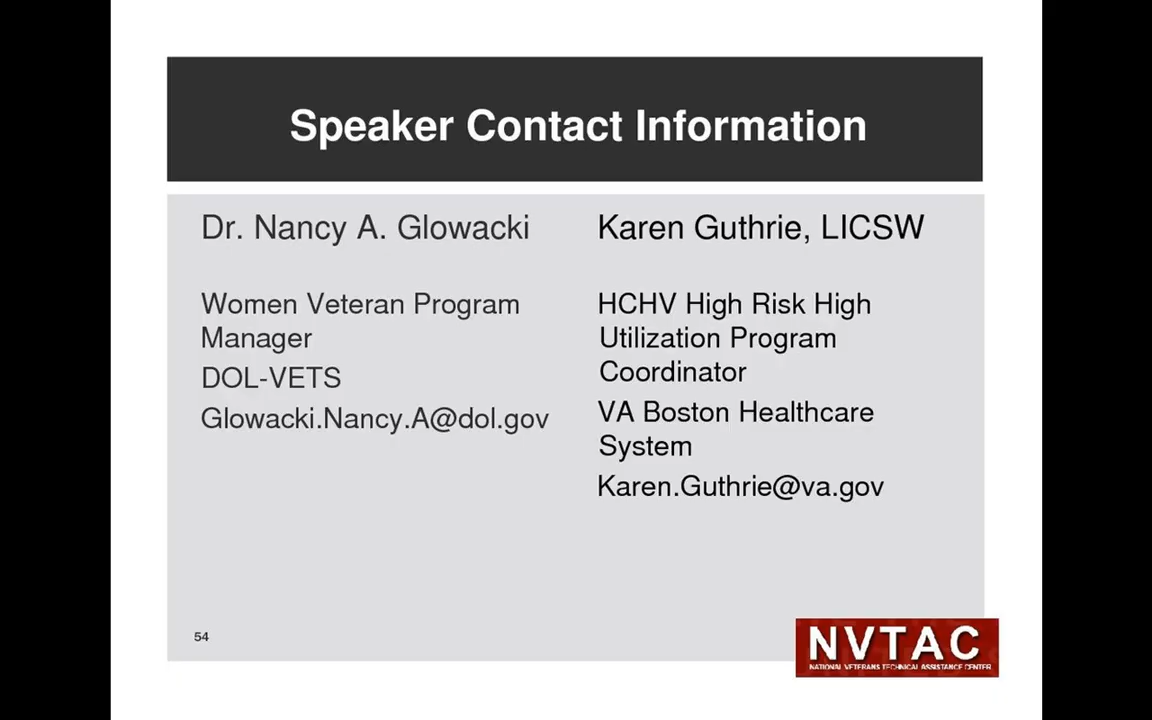 Speaker Contact Information
Dr. Nancy A. Glowacki
Women Veteran Program
Manager
DOL-VETS
Glowacki.Nancy.A@dol.gov
Karen Guthrie, LICSW
HCHV High Risk High
Utilization Program
Coordinator
VA Boston Healthcare
System
Karen.Guthrie@va.gov
54
NVTAC
NATIONAL VETERANS TECHNICAL ASSISTANCE CENTER